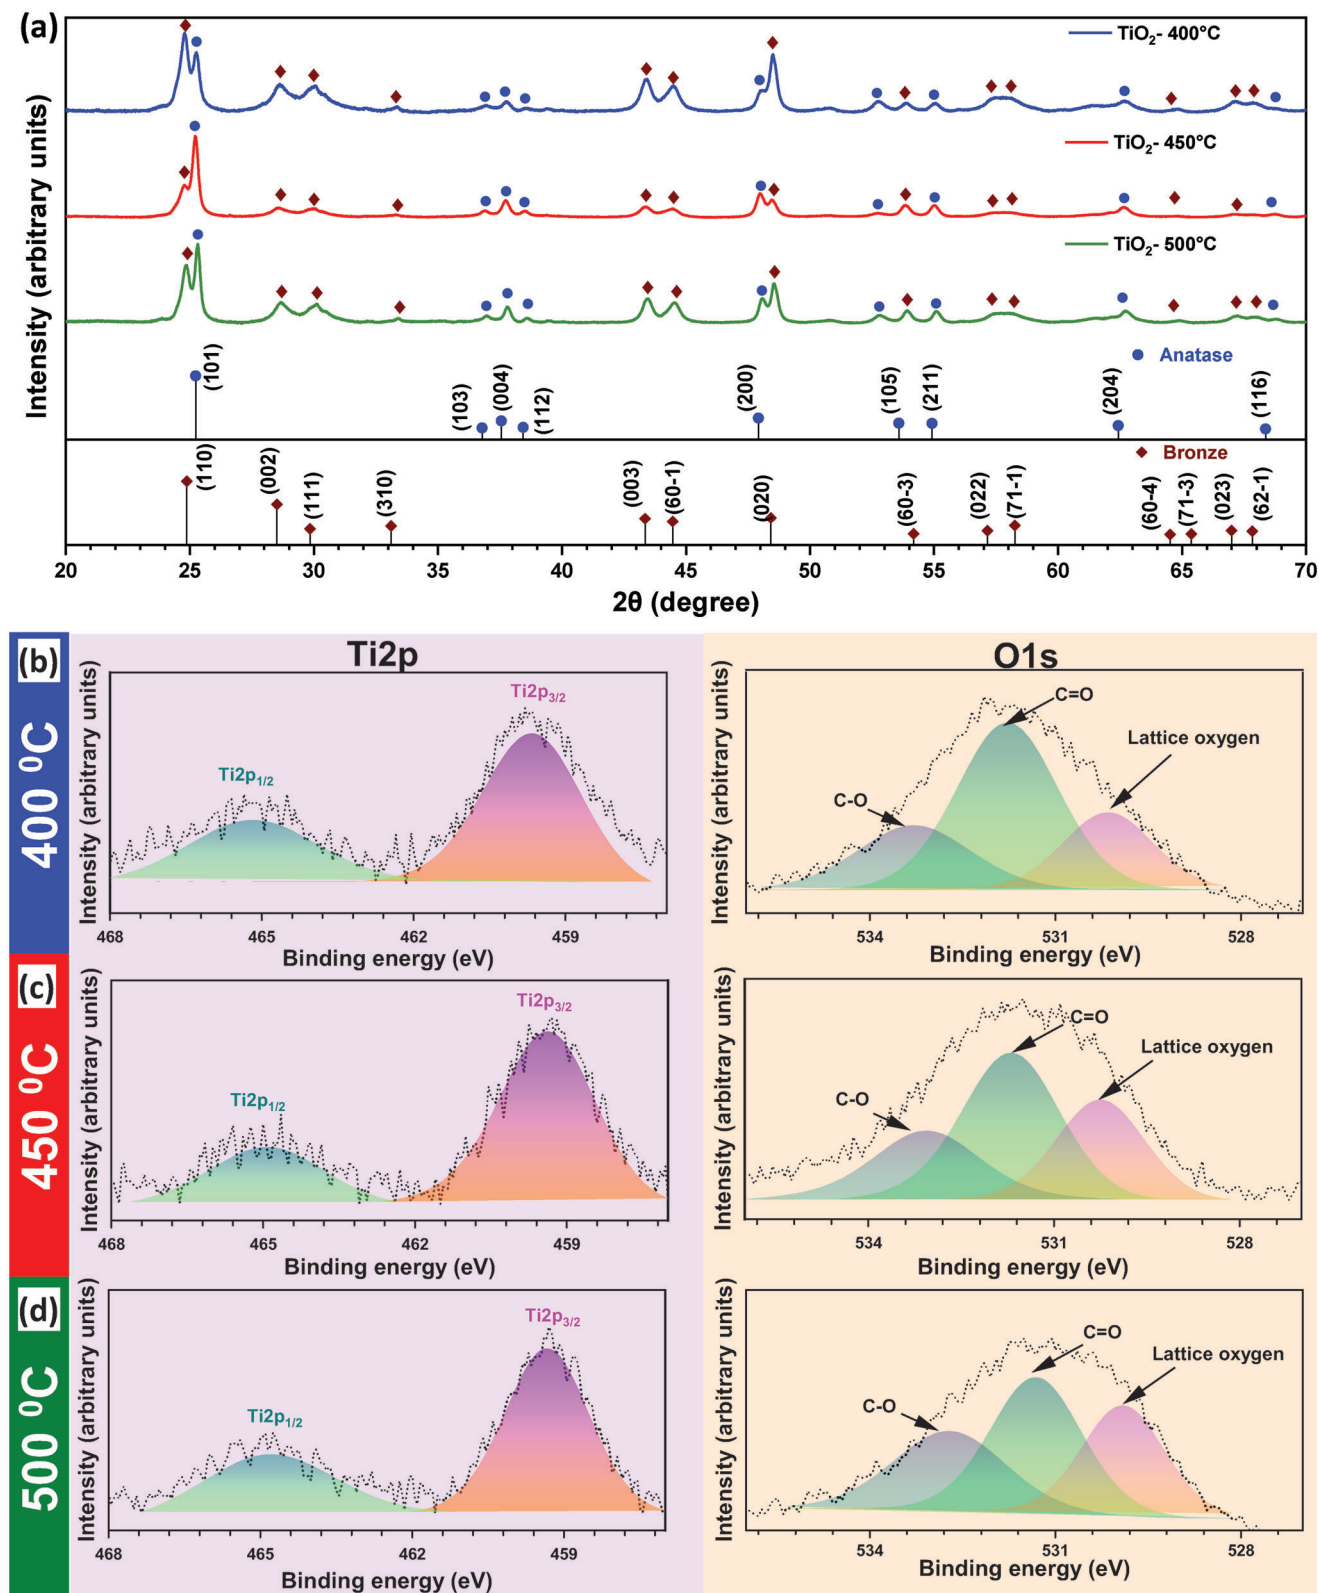 (a)
Intensity (arbitrary units)
TiO2- 400°C
TiO2- 450°C
TiO2- 500°C
Anatase
(101)
(103)
(004)
(112)
(200)
(105)
(211)
(204)
(116)
Bronze
(110)
(002)
(111)
(310)
(003)
(60-1)
(020)
(60-3)
(022)
(71-1)
(60-4)
(71-3)
(023)
(62-1)
20 25 30 35 40 45 50 55 60 65 70
2θ (degree)
(b)
400 ⁰C
Ti2p
Intensity (arbitrary units)
Ti2p1/2
Ti2p3/2
468 465 462 459
Binding energy (eV)
O1s
Intensity (arbitrary units)
C=O
Lattice oxygen
C-O
534 531 528
Binding energy (eV)
(c)
450 ⁰C
Intensity (arbitrary units)
Ti2p1/2
Ti2p3/2
468 465 462 459
Binding energy (eV)
Intensity (arbitrary units)
C=O
Lattice oxygen
C-O
534 531 528
Binding energy (eV)
(d)
500 ⁰C
Intensity (arbitrary units)
Ti2p1/2
Ti2p3/2
468 465 462 459
Binding energy (eV)
Intensity (arbitrary units)
C=O
Lattice oxygen
C-O
534 531 528
Binding energy (eV)